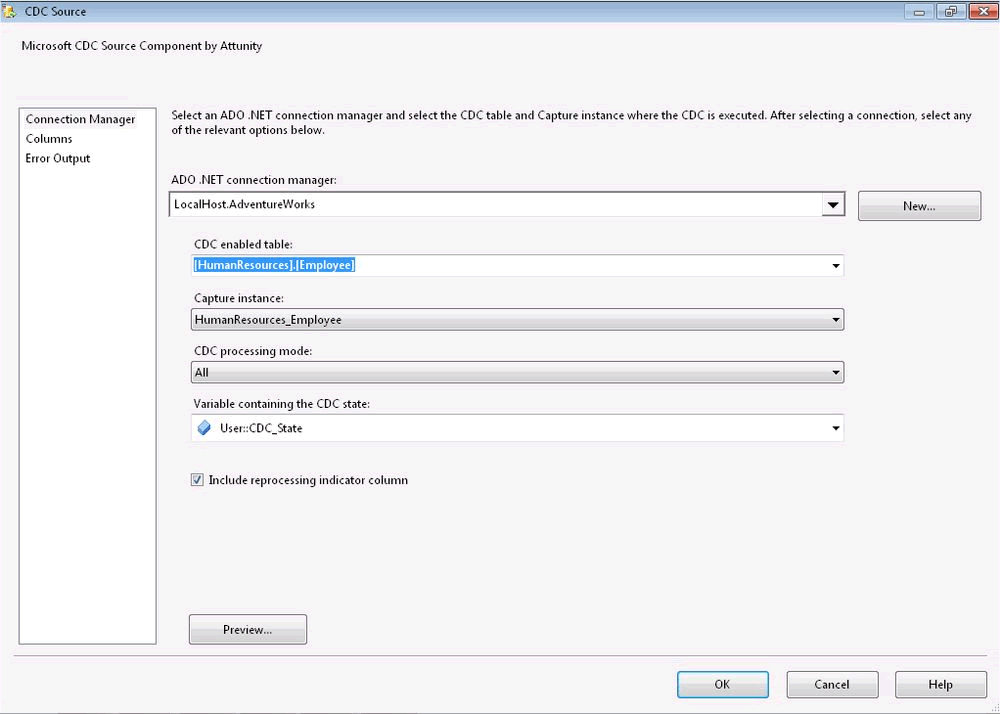 CDC Source
Microsoft CDC Source Component by Attunity
Connection Manager
Columns
Error Output
Select an ADO .NET connection manager and select the CDC table and Capture instance where the CDC is executed. After selecting a connection, select any
of the relevant options below.
ADO .NET connection manager:
LocalHost.AdventureWorks
New...
CDC enabled table:
[HumanResources].[Employee]
Capture instance:
HumanResources_Employee
CDC processing mode:
All
Variable containing the CDC state:
User::CDC_State
Include reprocessing indicator column
Preview...
OK
Cancel
Help